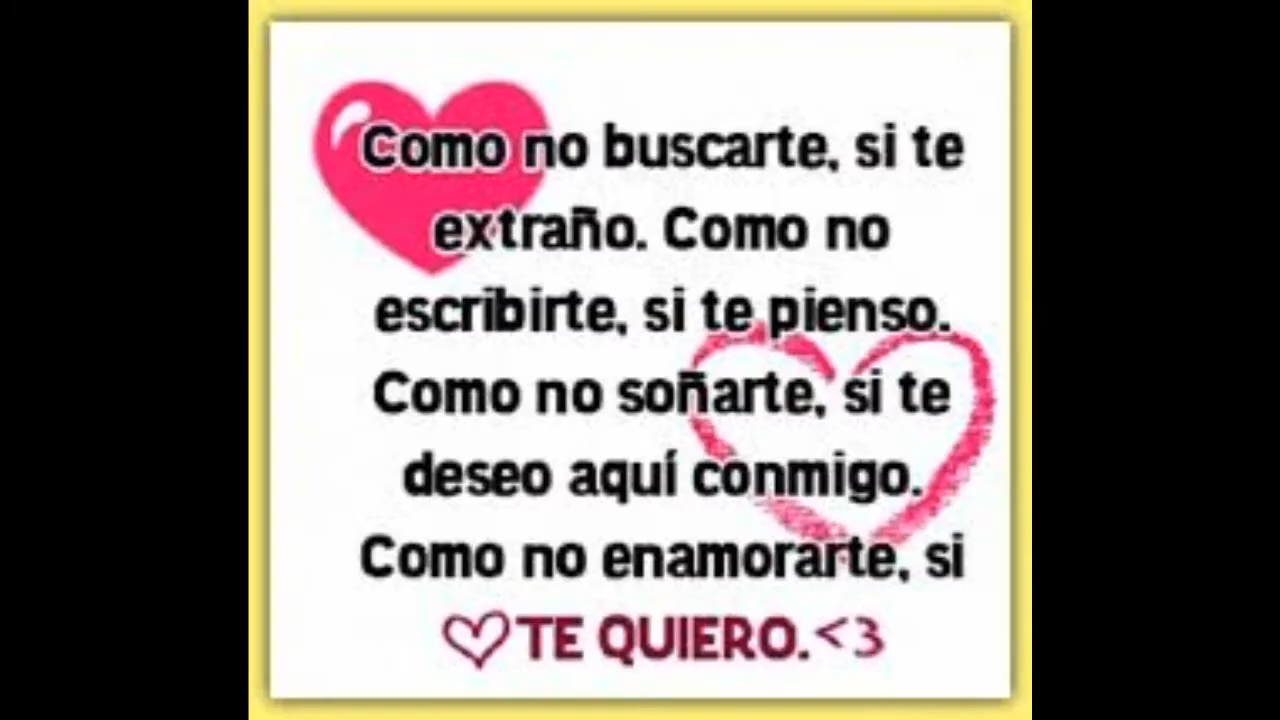 Como no buscarte, si te
extraño. Como no
escribirte, si te pienso.
Como no soñarte, si te
deseo aquí conmigo.
Como no enamorarte, si
♡TE QUIERO.<3